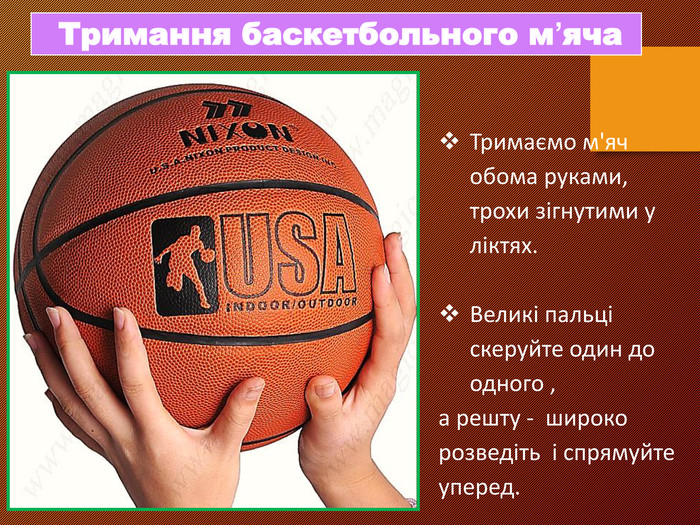 Тримання баскетбольного м’яча
NIXON
U.S.A. NIXON PRODUCT DESIGN INC.
USA
INDOOR/OUTDOOR
❖ Тримаємо м'яч
обома руками,
трохи зігнутими у
ліктях.
❖ Великі пальці
скеруйте один до
одного ,
а решту - широко
розведіть і спрямуйте
уперед.